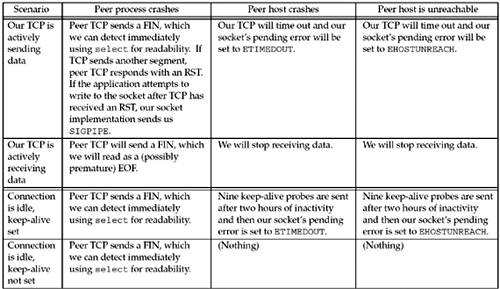 Scenario Peer process crashes Peer host crashes Peer host is unreachable
Our TCP is
actively
sending
data
Peer TCP sends a FIN, which
we can detect immediately
using select for readability. If
TCP sends another segment,
peer TCP responds with an RST.
If the application attempts to
write to the socket after TCP has
received an RST, our socket
implementation sends us
SIGPIPE.
Our TCP will time out and our
socket's pending error will be
set to ETIMEDOUT.
Our TCP will time out and our
socket's pending error will be
set to EHOSTUNREACH.
Our TCP is
actively
receiving
data
Peer TCP will send a FIN, which
we will read as a (possibly
premature) EOF.
We will stop receiving data.
We will stop receiving data.
Connection
is idle,
keep-alive
set
Peer TCP sends a FIN, which
we can detect immediately
using select for readability.
Nine keep-alive probes are sent
after two hours of inactivity
and then our socket's pending
error is set to ETIMEDOUT.
Nine keep-alive probes are sent
after two hours of inactivity
and then our socket's pending
error is set to EHOSTUNREACH.
Connection
is idle,
keep-alive
not set
Peer TCP sends a FIN, which
we can detect immediately
using select for readability.
(Nothing)
(Nothing)